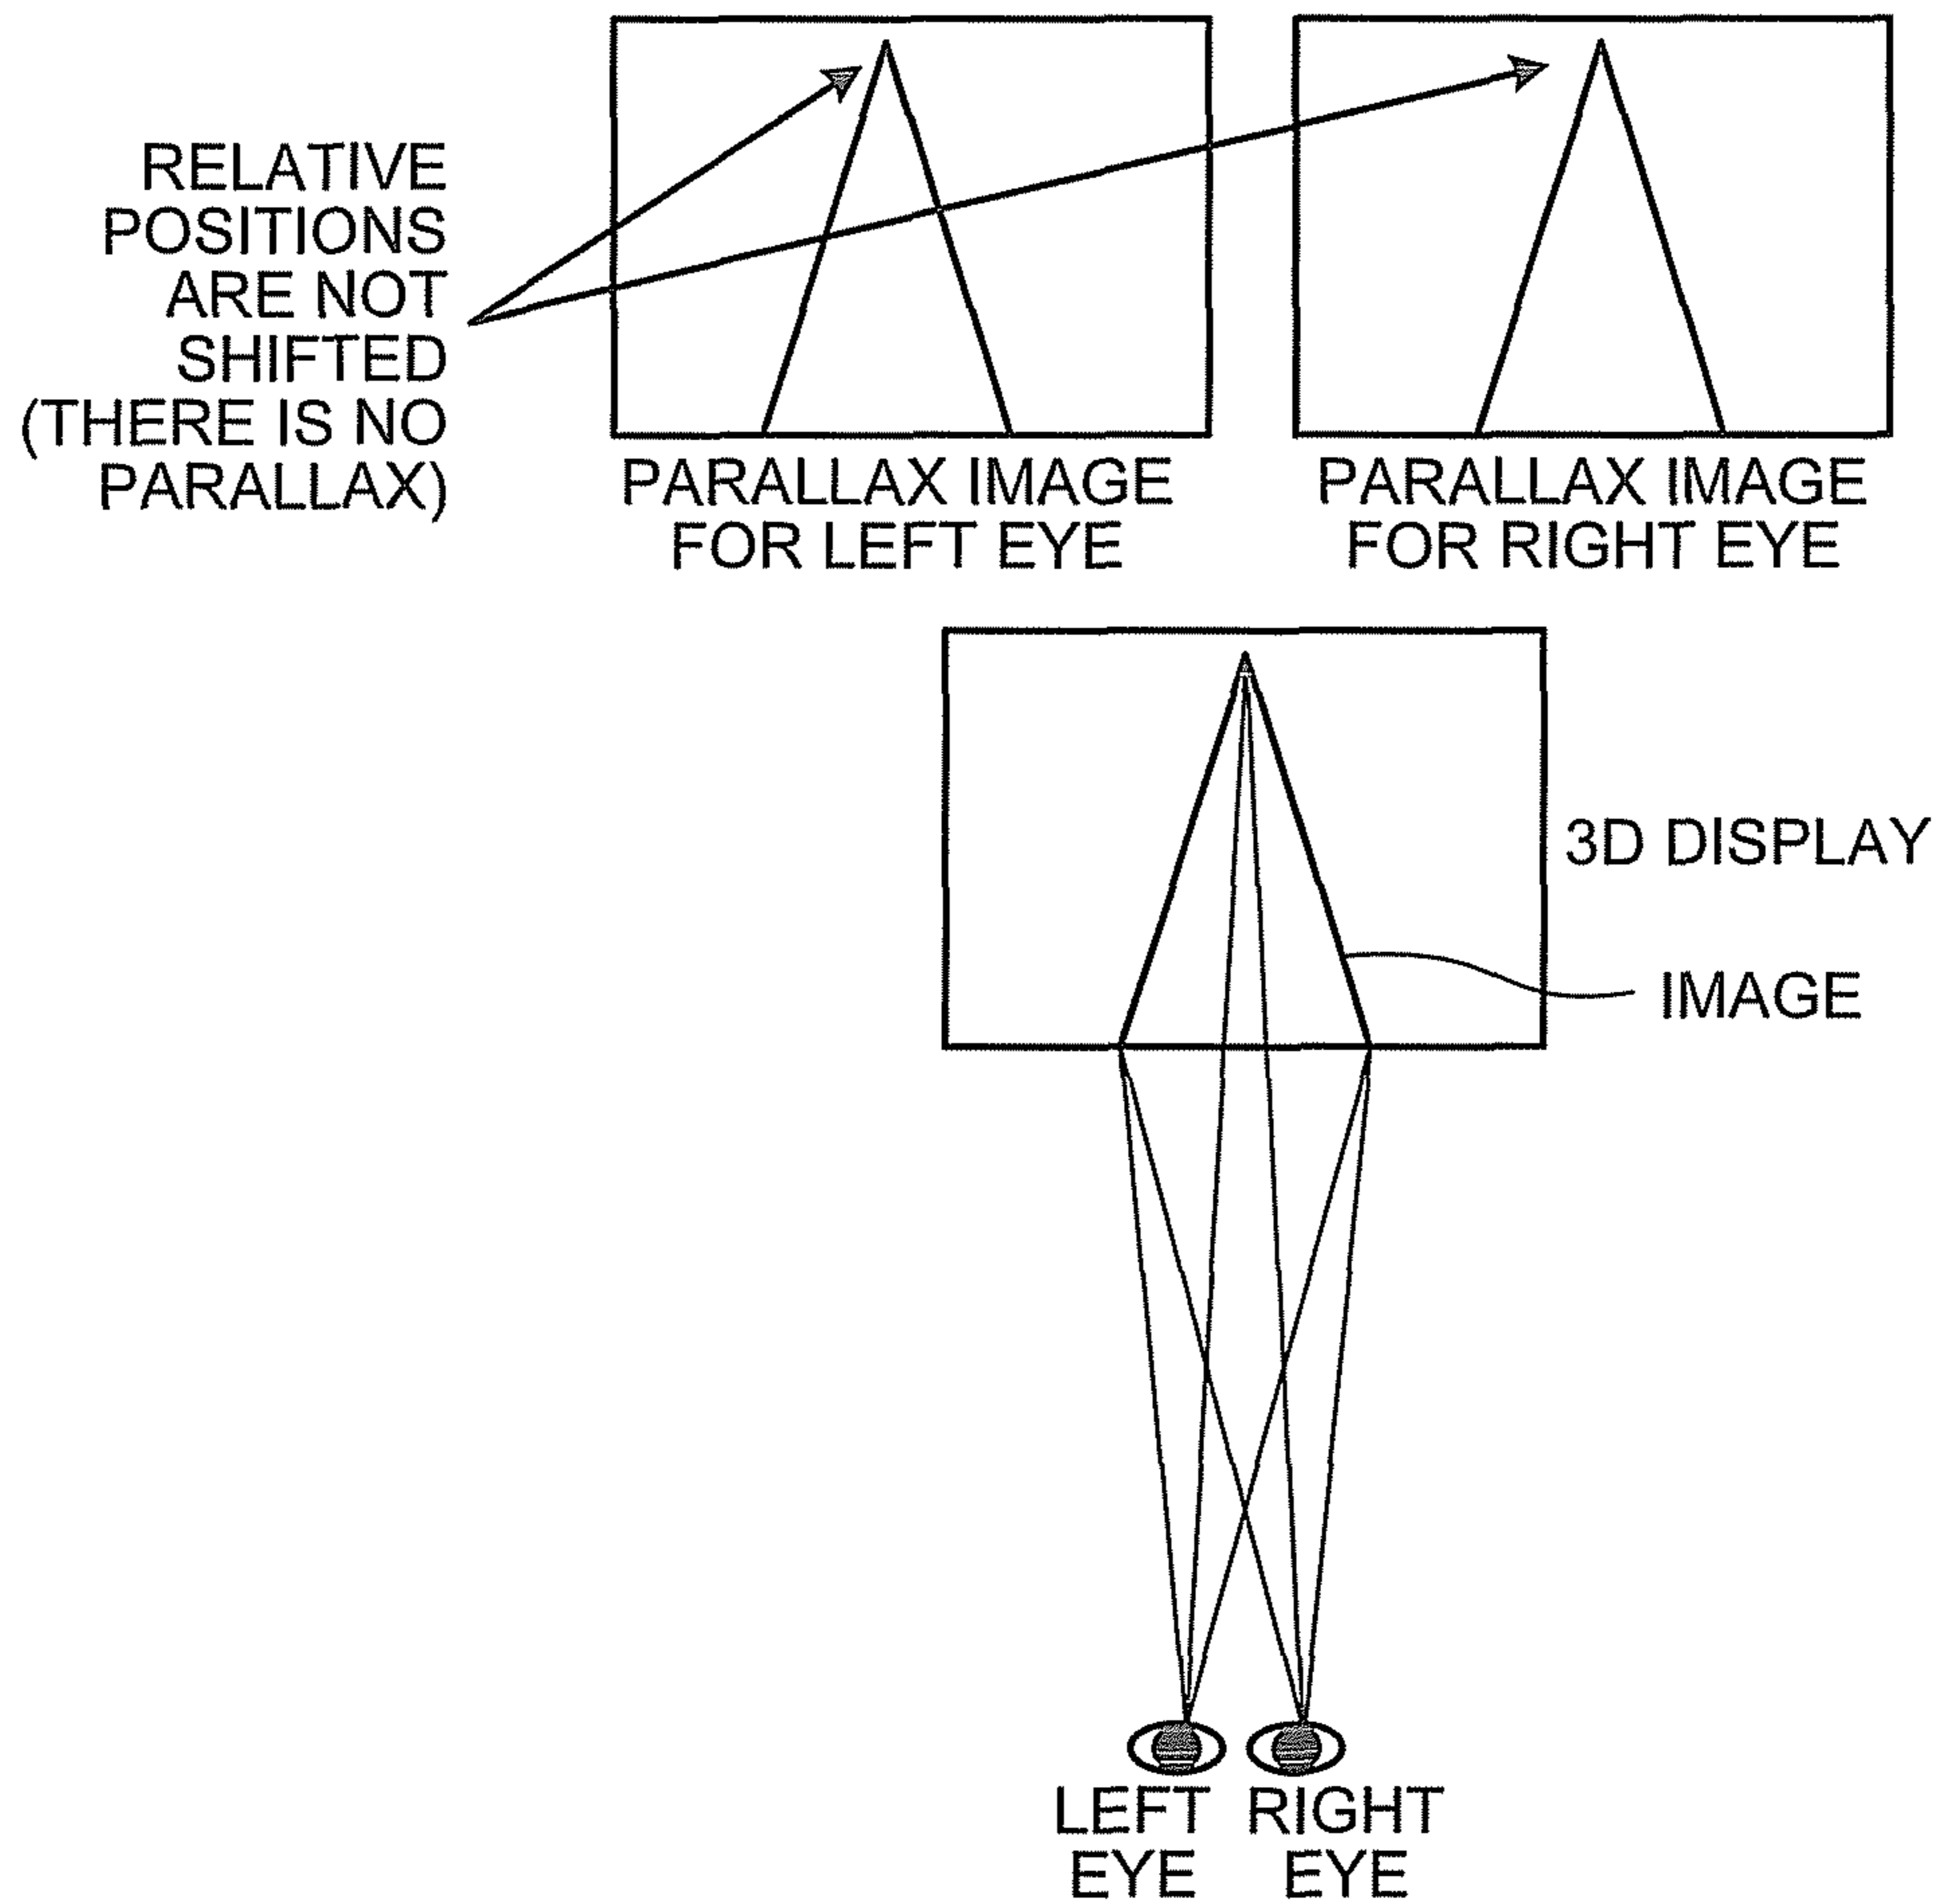 RELATIVE
POSITIONS
ARE NOT
SHIFTED
(THERE IS NO
PARALLAX)
PARALLAX IMAGE
FOR LEFT EYE
PARALLAX IMAGE
FOR RIGHT EYE
3D DISPLAY
IMAGE
LEFT
EYE
RIGHT
EYE